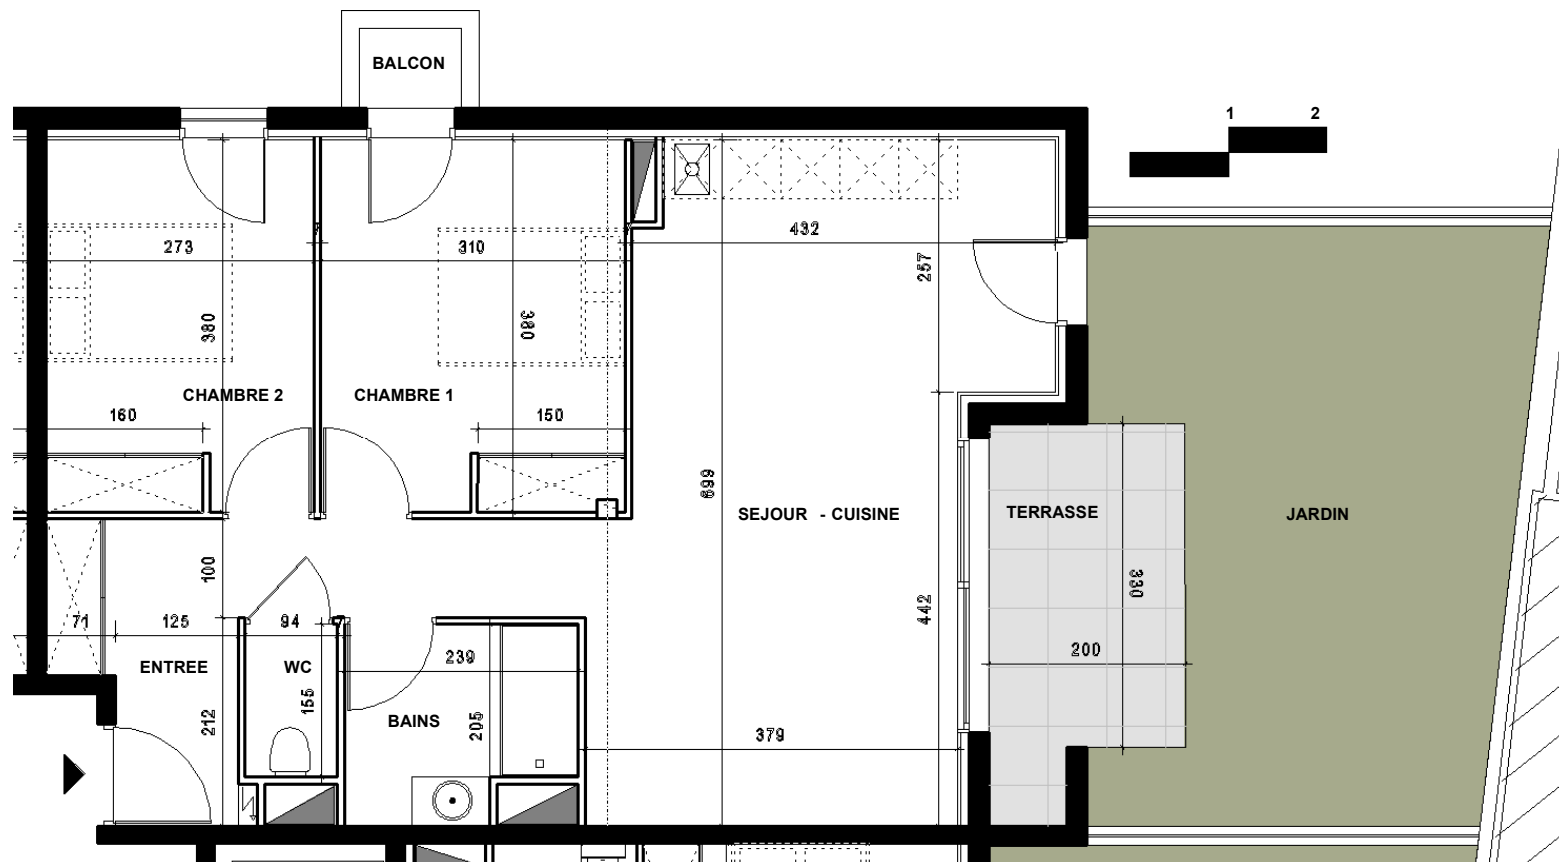 BALCON
1 2
432
273 310
257
380 380
CHAMBRE 2 CHAMBRE 1
160 150
699
SEJOUR - CUISINE TERRASSE JARDIN
100 330
442
71 125 94
200
239
ENTREE WC
155
BAINS
212 205
379